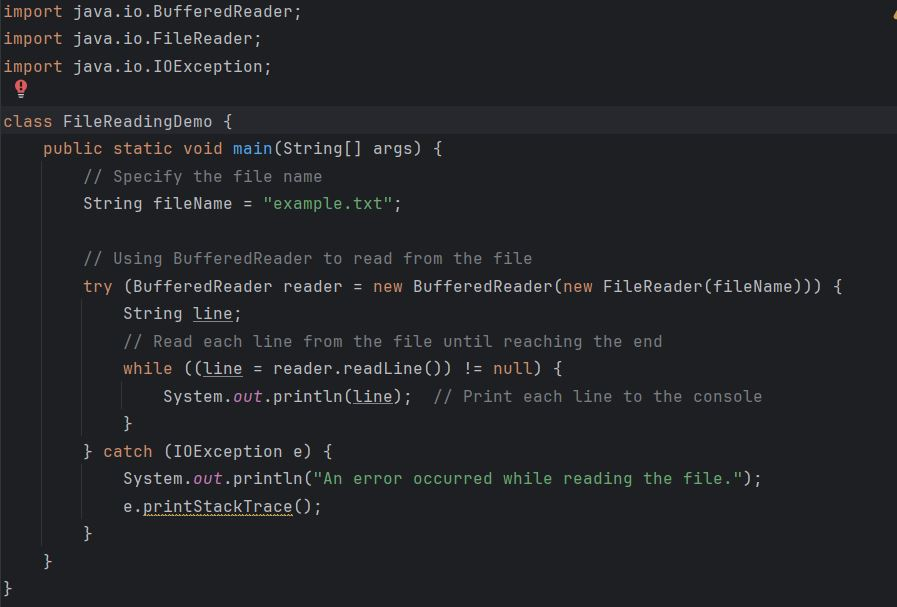 import java.io.BufferedReader;
import java.io.FileReader;
import java.io.IOException;

class FileReadingDemo {
    public static void main(String[] args) {
        // Specify the file name
        String fileName = "example.txt";

        // Using BufferedReader to read from the file
        try (BufferedReader reader = new BufferedReader(new FileReader(fileName))) {
            String line;
            // Read each line from the file until reaching the end
            while ((line = reader.readLine()) != null) {
                System.out.println(line);  // Print each line to the console
            }
        } catch (IOException e) {
            System.out.println("An error occurred while reading the file.");
            e.printStackTrace();
        }
    }
}